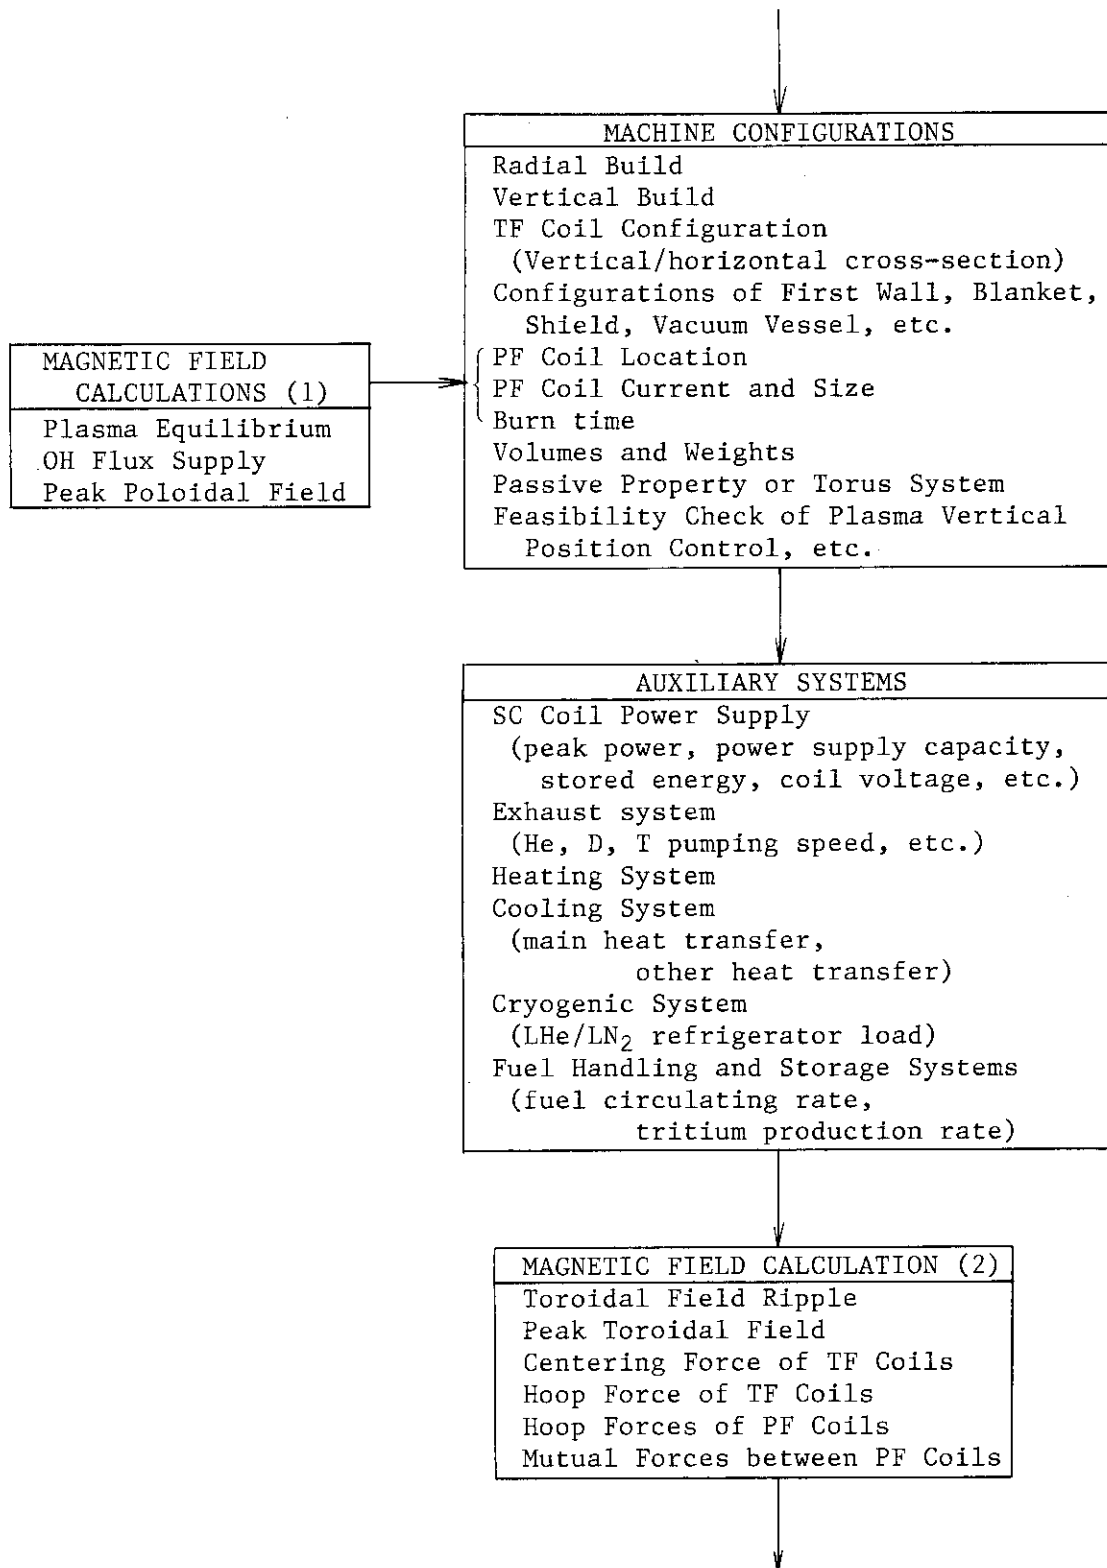 MACHINE CONFIGURATIONS
Radial Build
Vertical Build
TF Coil Configuration
(Vertical/horizontal cross-section)
Configurations of First Wall, Blanket,
Shield, Vacuum Vessel, etc.
PF Coil Location
PF Coil Current and Size
Burn time
Volumes and Weights
Passive Property or Torus System
Feasibility Check of Plasma Vertical
Position Control, etc.
MAGNETIC FIELD
CALCULATIONS (1)
Plasma Equilibrium
OH Flux Supply
Peak Poloidal Field
AUXILIARY SYSTEMS
SC Coil Power Supply
(peak power, power supply capacity,
stored energy, coil voltage, etc.)
Exhaust system
(He, D, T pumping speed, etc.)
Heating System
Cooling System
(main heat transfer,
other heat transfer)
Cryogenic System
(LHe/LN₂ refrigerator load)
Fuel Handling and Storage Systems
(fuel circulating rate,
tritium production rate)
MAGNETIC FIELD CALCULATION (2)
Toroidal Field Ripple
Peak Toroidal Field
Centering Force of TF Coils
Hoop Force of TF Coils
Hoop Forces of PF Coils
Mutual Forces between PF Coils